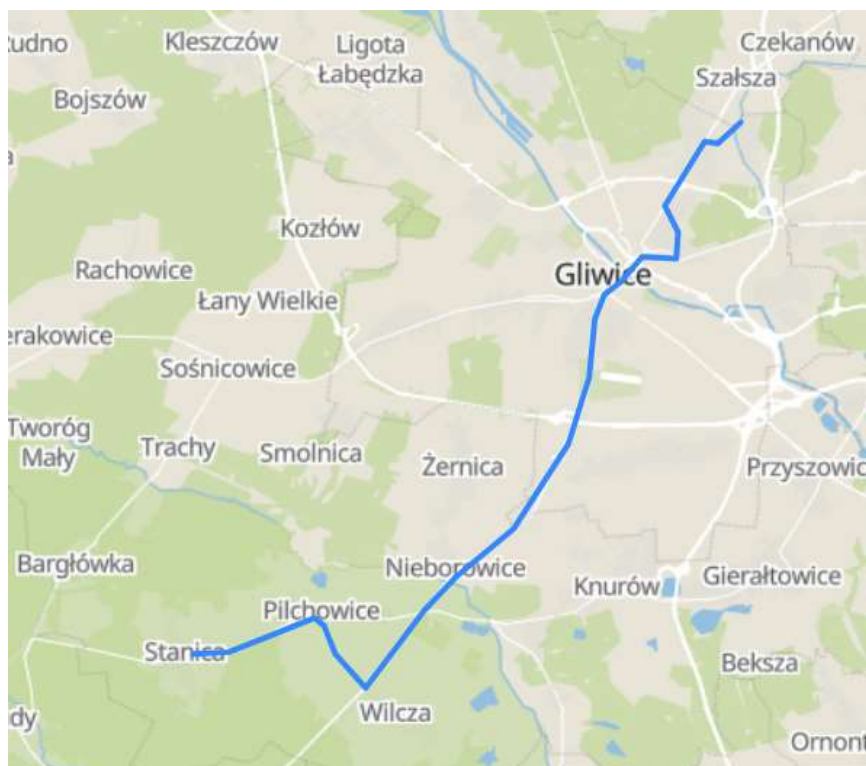 Czekanów
Kleszczów
Ligota
Łabędzka
Szałsza
Bojszów
Kozłów
Rachowice
Gliwice
Łany Wielkie
Sośnicowice
Tworóg
Mały
Trachy
Smolnica
Żernica
Przyszowic
Bargłówka
Nieborowice
Knurów
Gierałtowice
Pilchowice
Stanica
Beksza
Wilcza
Ornont